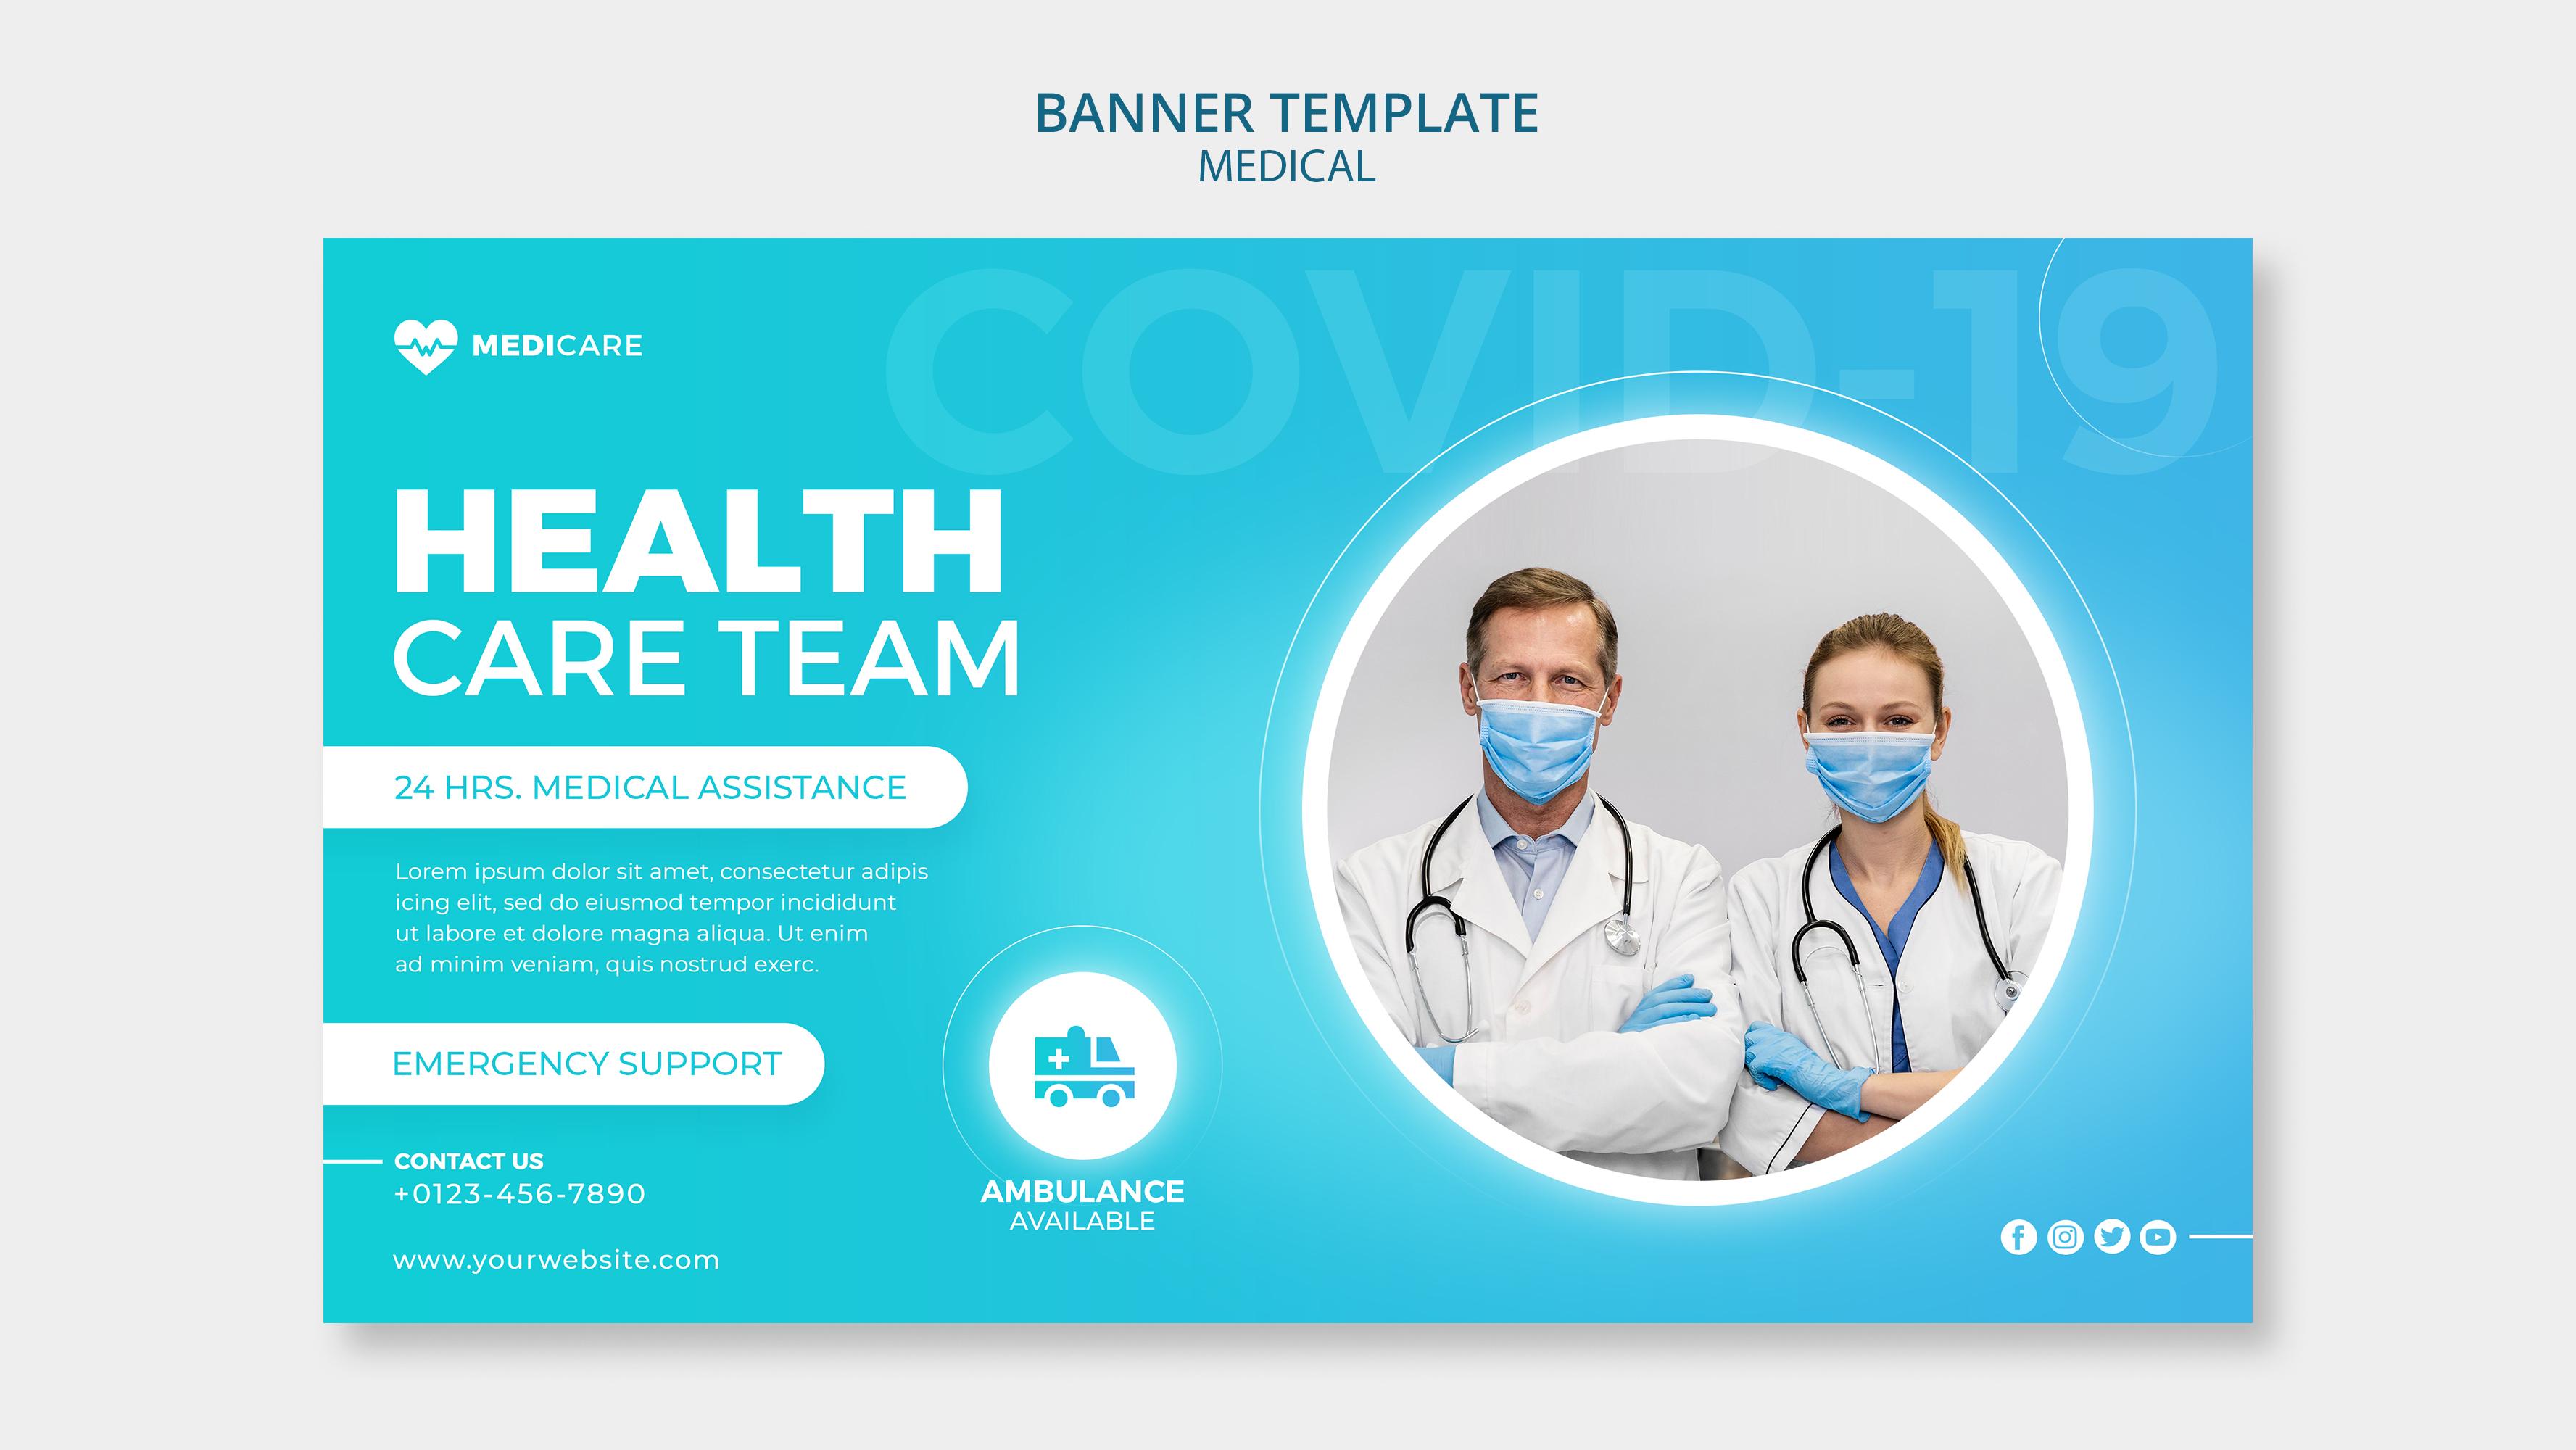 BANNER TEMPLATE
MEDICAL
COVID-19
MEDICARE
HEALTH
CARE TEAM
24 HRS. MEDICAL ASSISTANCE
Lorem ipsum dolor sit amet, consectetur adipis
icing elit, sed do eiusmod tempor incididunt
ut labore et dolore magna aliqua. Ut enim
ad minim veniam, quis nostrud exerc.
EMERGENCY SUPPORT
CONTACT US
+0123-456-7890
www.yourwebsite.com
AMBULANCE
AVAILABLE